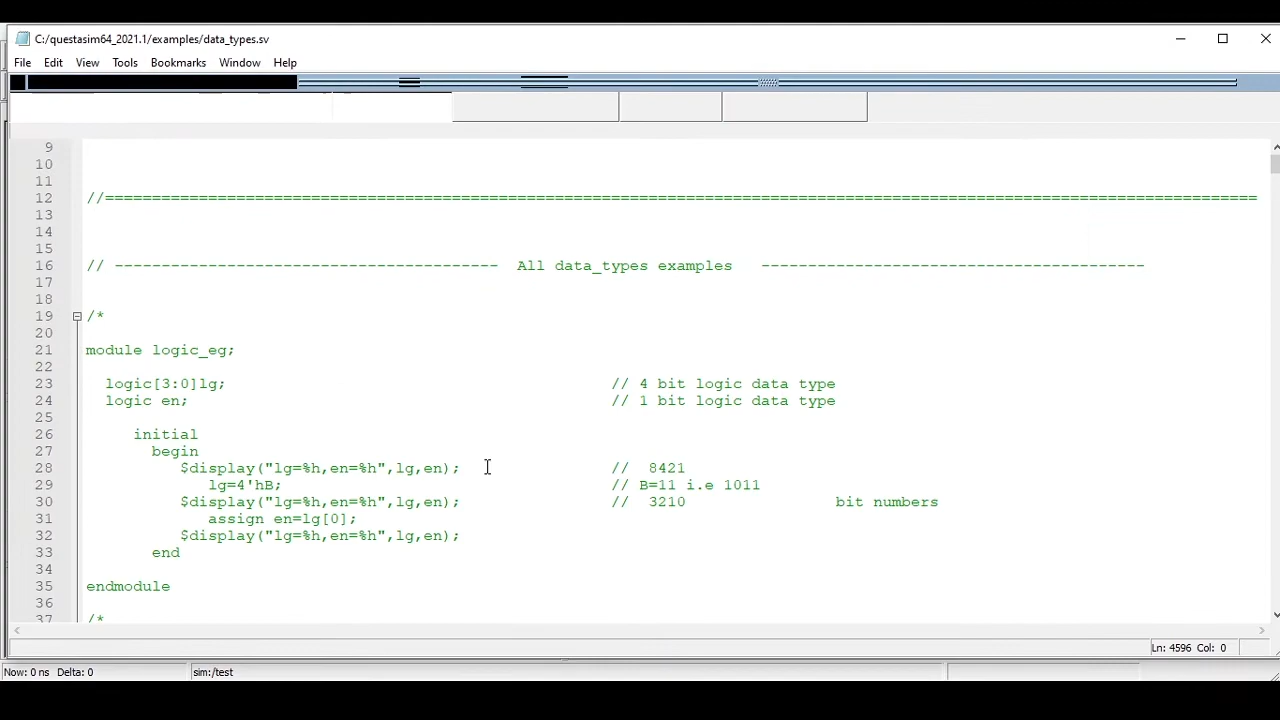 C:/questasim64_2021.1/examples/data_types.sv
File Edit View Tools Bookmarks Window Help
9
10
11
12 //===========================================================================================================================
13
14
15
16 // ----------------------------------------- All data_types examples -----------------------------------------
17
18
19 /*
20
21 module logic_eg;
22
23 logic[3:0]lg; // 4 bit logic data type
24 logic en; // 1 bit logic data type
25
26 initial
27 begin
28 $display("lg=%h,en=%h",lg,en); // 8421
29 lg=4'hB; // B=11 i.e 1011
30 $display("lg=%h,en=%h",lg,en); // 3210 bit numbers
31 assign en=lg[0];
32 $display("lg=%h,en=%h",lg,en);
33 end
34
35 endmodule
36
37 /*
Ln: 4596 Col: 0
Now: 0 ns Delta: 0 sim:/test